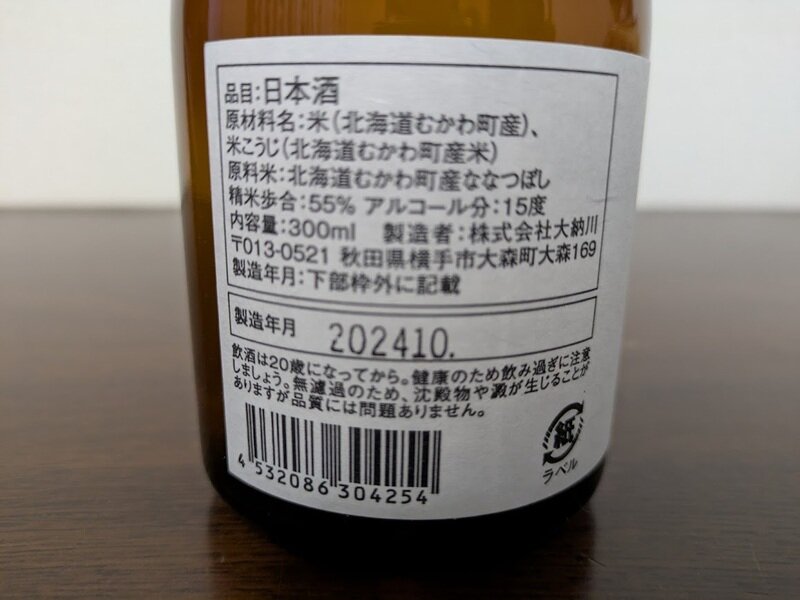 品目:日本酒
原材料名:米(北海道むかわ町産)、
米こうじ(北海道むかわ町産米)
原料米:北海道むかわ町産ななつぼし
精米歩合:55% アルコール分:15度
内容量:300ml 製造者:株式会社大納川
〒013-0521 秋田県横手市大森町大森169
製造年月:下部枠外に記載
製造年月 202410.
飲酒は20歳になってから。健康のため飲み過ぎに注意
しましょう。無濾過のため、沈殿物や澱が生じることが
ありますが品質には問題ありません。
紙
ラベル
4 532086 304254